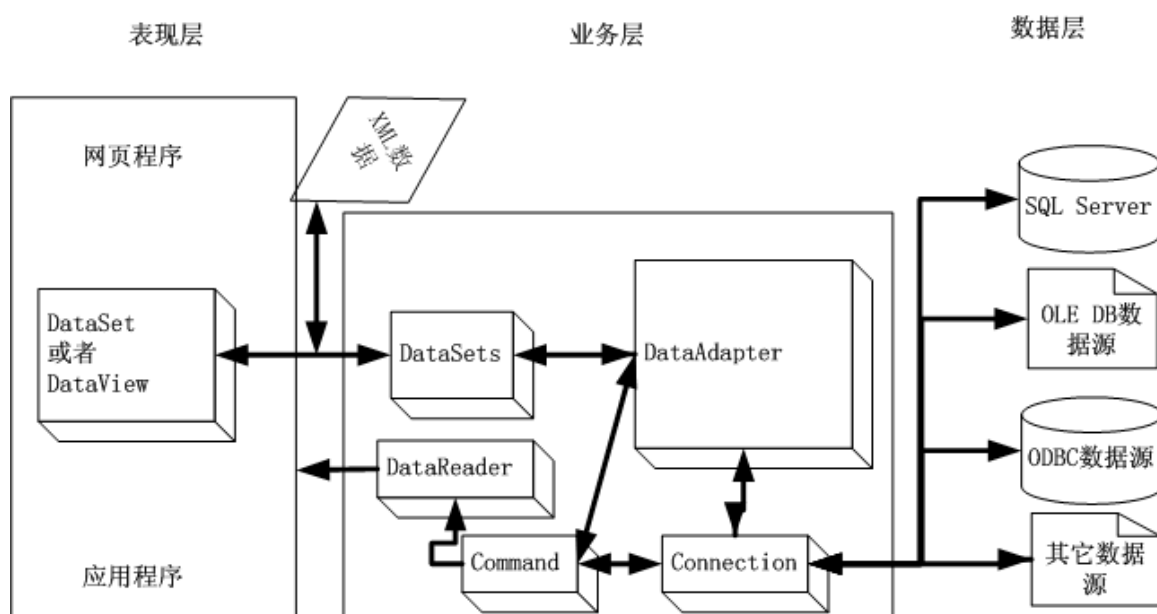 表现层
业务层
数据层
网页程序
XML数
据
SQL Server
DataSet
或者
DataView
DataSets
DataAdapter
OLE DB数
据源
DataReader
ODBC数据源
Command
Connection
其它数据
源
应用程序